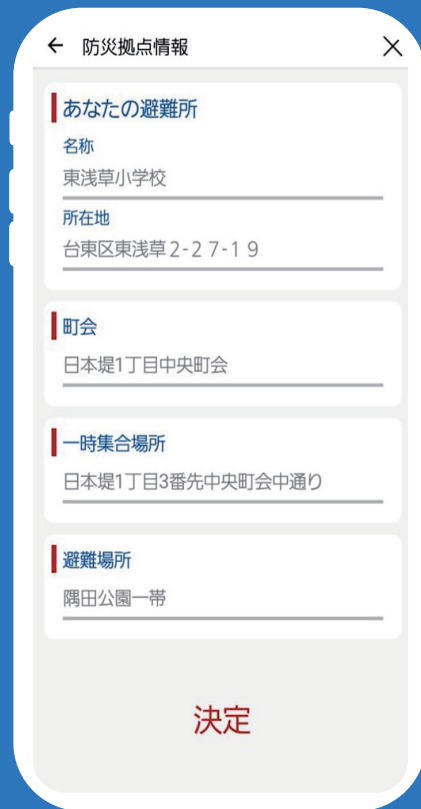 ← 防災拠点情報 ×
あなたの避難所
名称
東浅草小学校
所在地
台東区東浅草2-27-19
町会
日本堤1丁目中央町会
一時集合場所
日本堤1丁目3番先中央町会中通り
避難場所
隅田公園一帯
決定